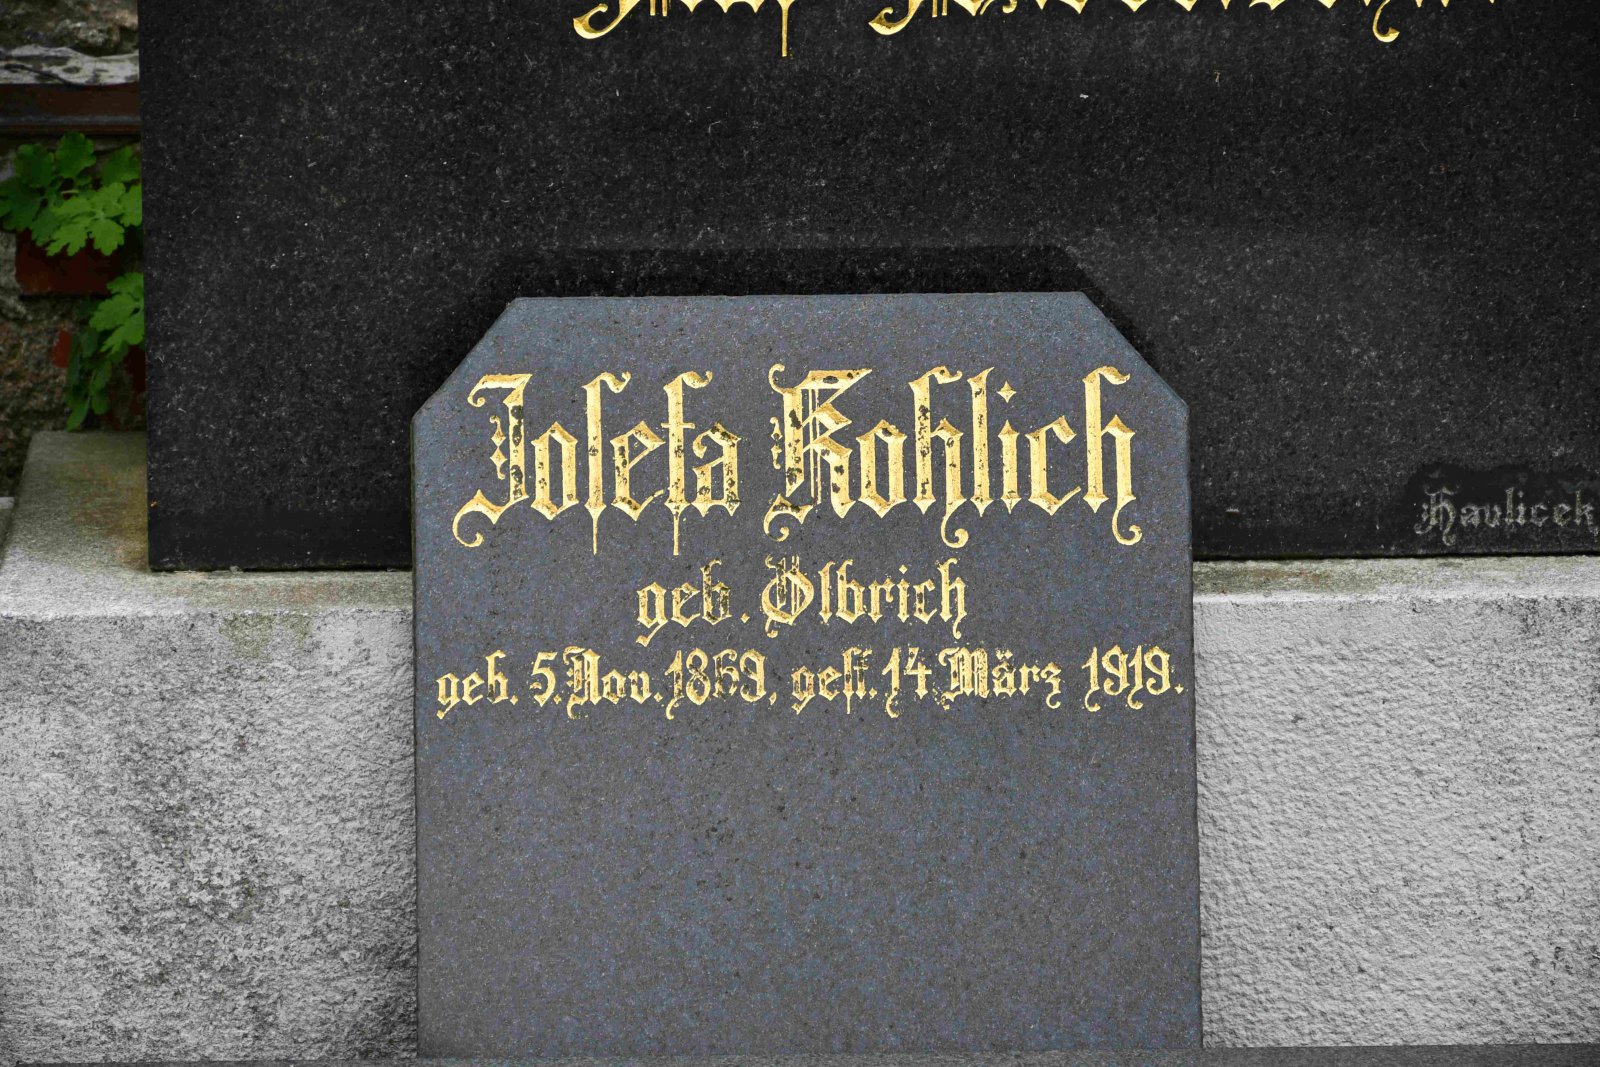 Josefa Kohlich
geb. Ölbrich
geb. 5. Nov. 1869, gest. 14. März 1919.
Havlicek